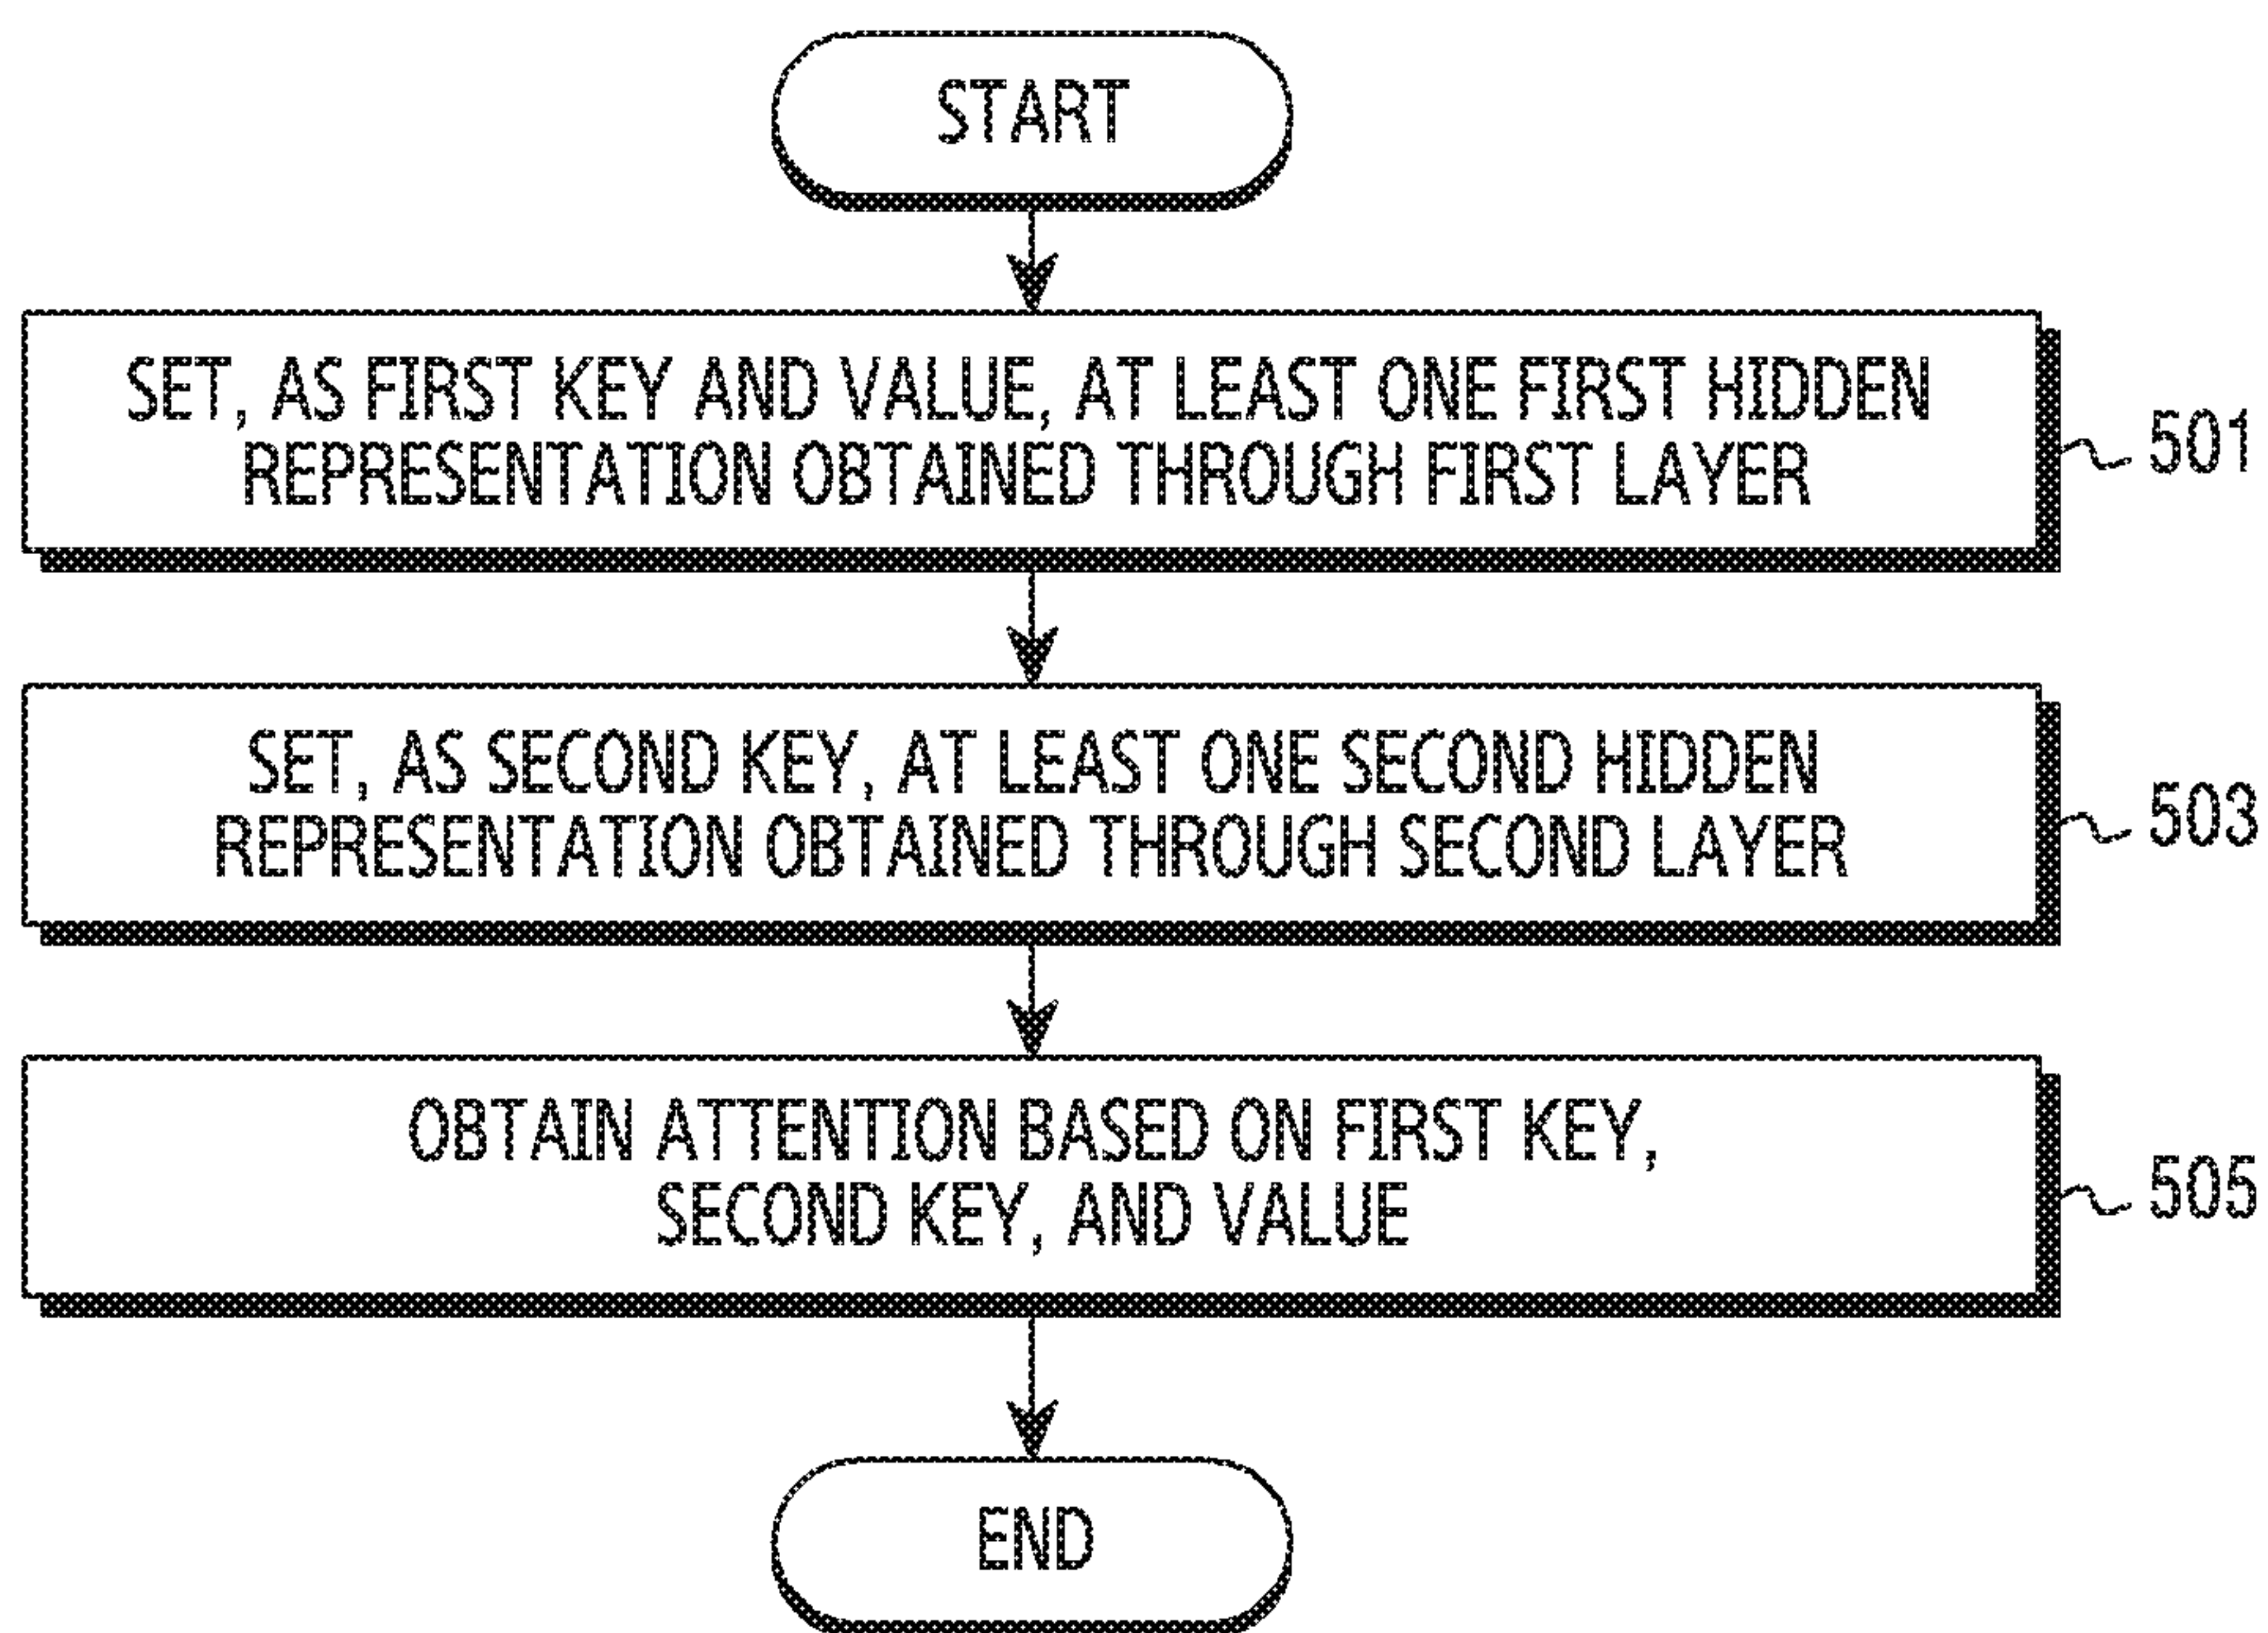 START
SET, AS FIRST KEY AND VALUE, AT LEAST ONE FIRST HIDDEN
REPRESENTATION OBTAINED THROUGH FIRST LAYER
501
SET, AS SECOND KEY, AT LEAST ONE SECOND HIDDEN
REPRESENTATION OBTAINED THROUGH SECOND LAYER
503
OBTAIN ATTENTION BASED ON FIRST KEY,
SECOND KEY, AND VALUE
505
END